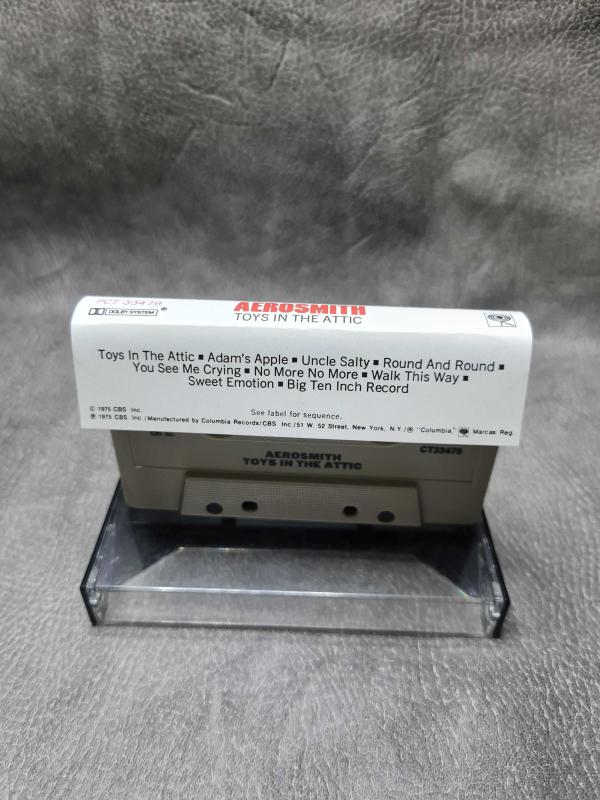 PCT 33479
DOLBY SYSTEM ®
AEROSMITH
TOYS IN THE ATTIC
Toys In The Attic ▪ Adam's Apple ▪ Uncle Salty ▪ Round And Round ▪
You See Me Crying ▪ No More No More ▪ Walk This Way ▪
Sweet Emotion ▪ Big Ten Inch Record
See label for sequence.
© 1975 CBS Inc.
℗ 1975 CBS Inc./Manufactured by Columbia Records/CBS Inc./51 W. 52 Street, New York, N.Y./® "Columbia," Marcas Reg.
CT33479
AEROSMITH
TOYS IN THE ATTIC